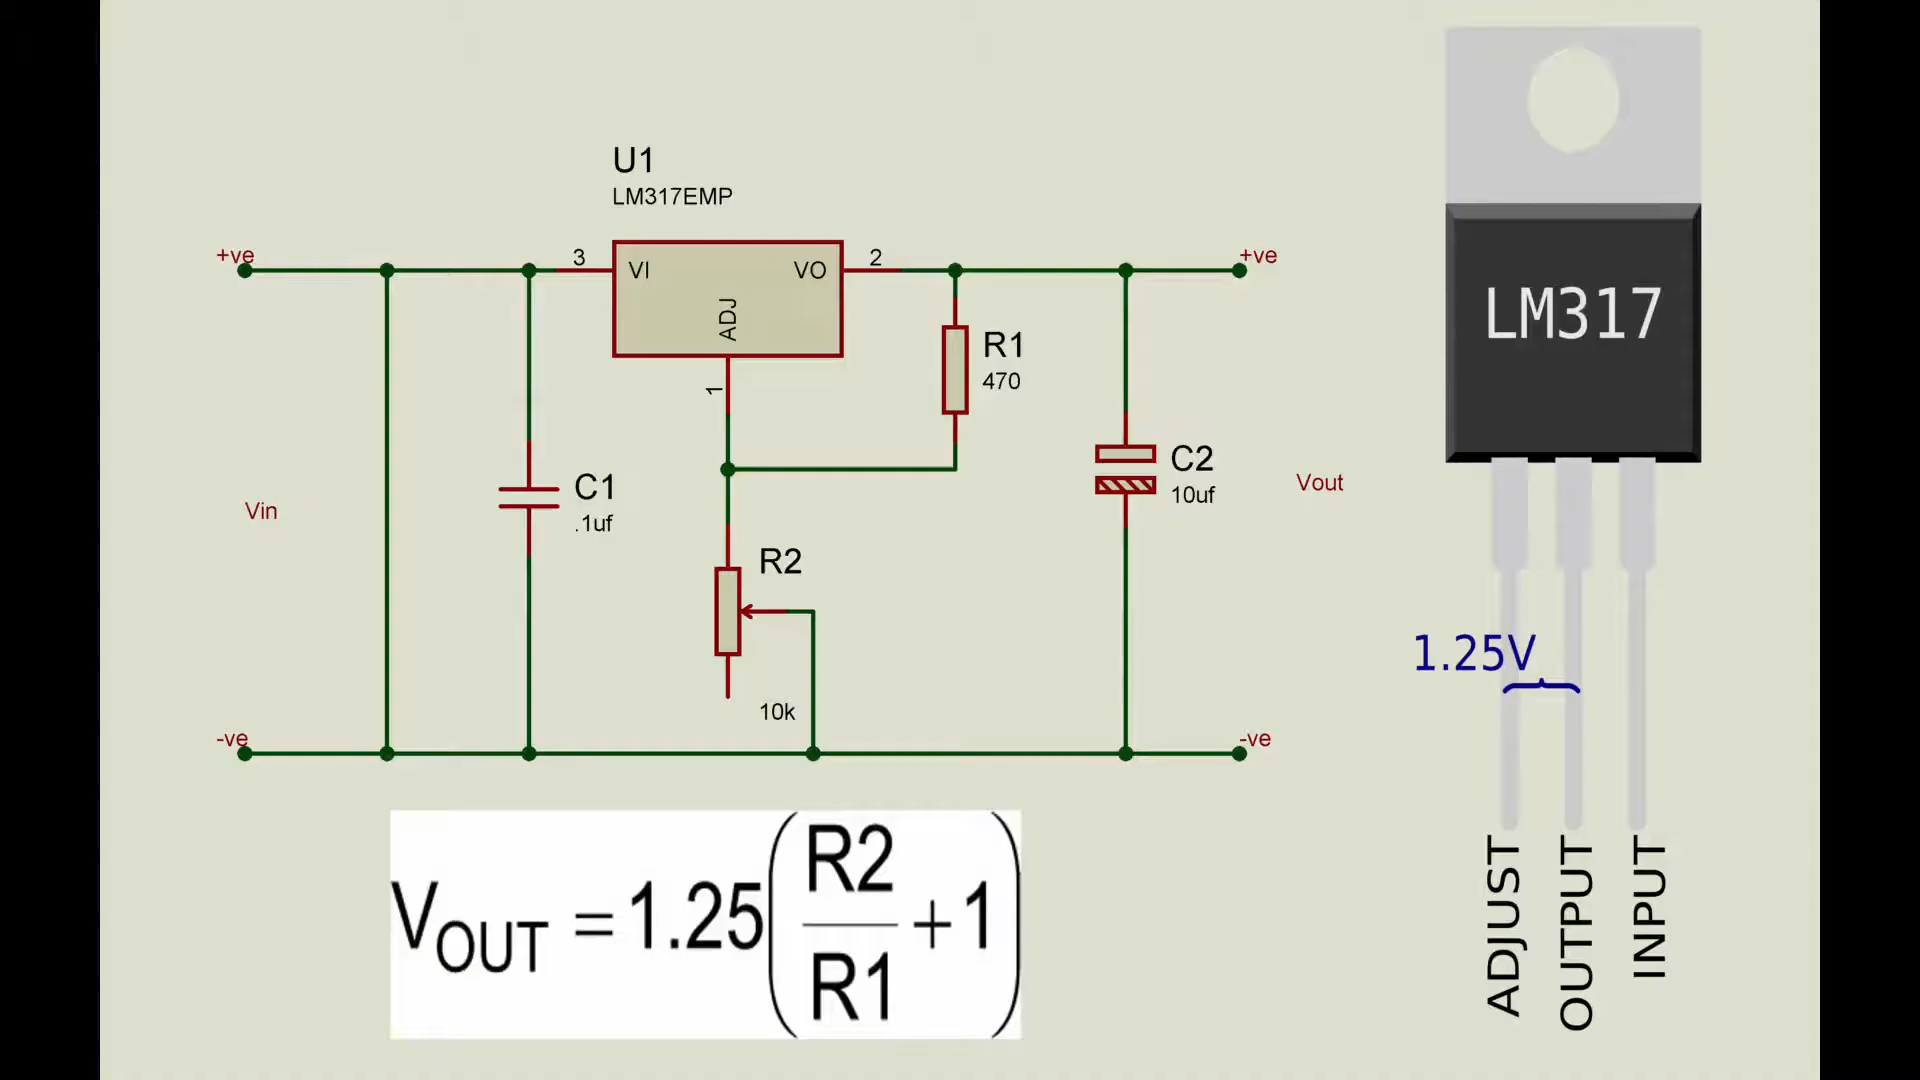 U1
LM317EMP
+ve
3
VI
VO
2
+ve
ADJ
1
R1
470
LM317
Vin
C1
.1uf
C2
10uf
Vout
R2
10k
-ve
-ve
1.25V
VOUT = 1.25(R2/R1 + 1)
ADJUST
OUTPUT
INPUT